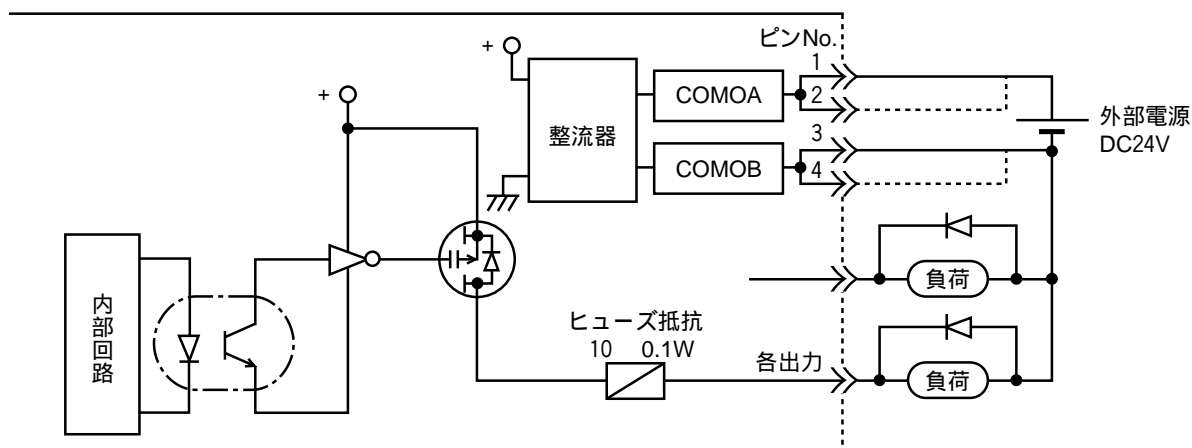 ピンNo.
+
1
COMOA
2
+
外部電源
DC24V
整流器
3
COMOB
4
内部回路
負荷
ヒューズ抵抗
10 0.1W
各出力
負荷